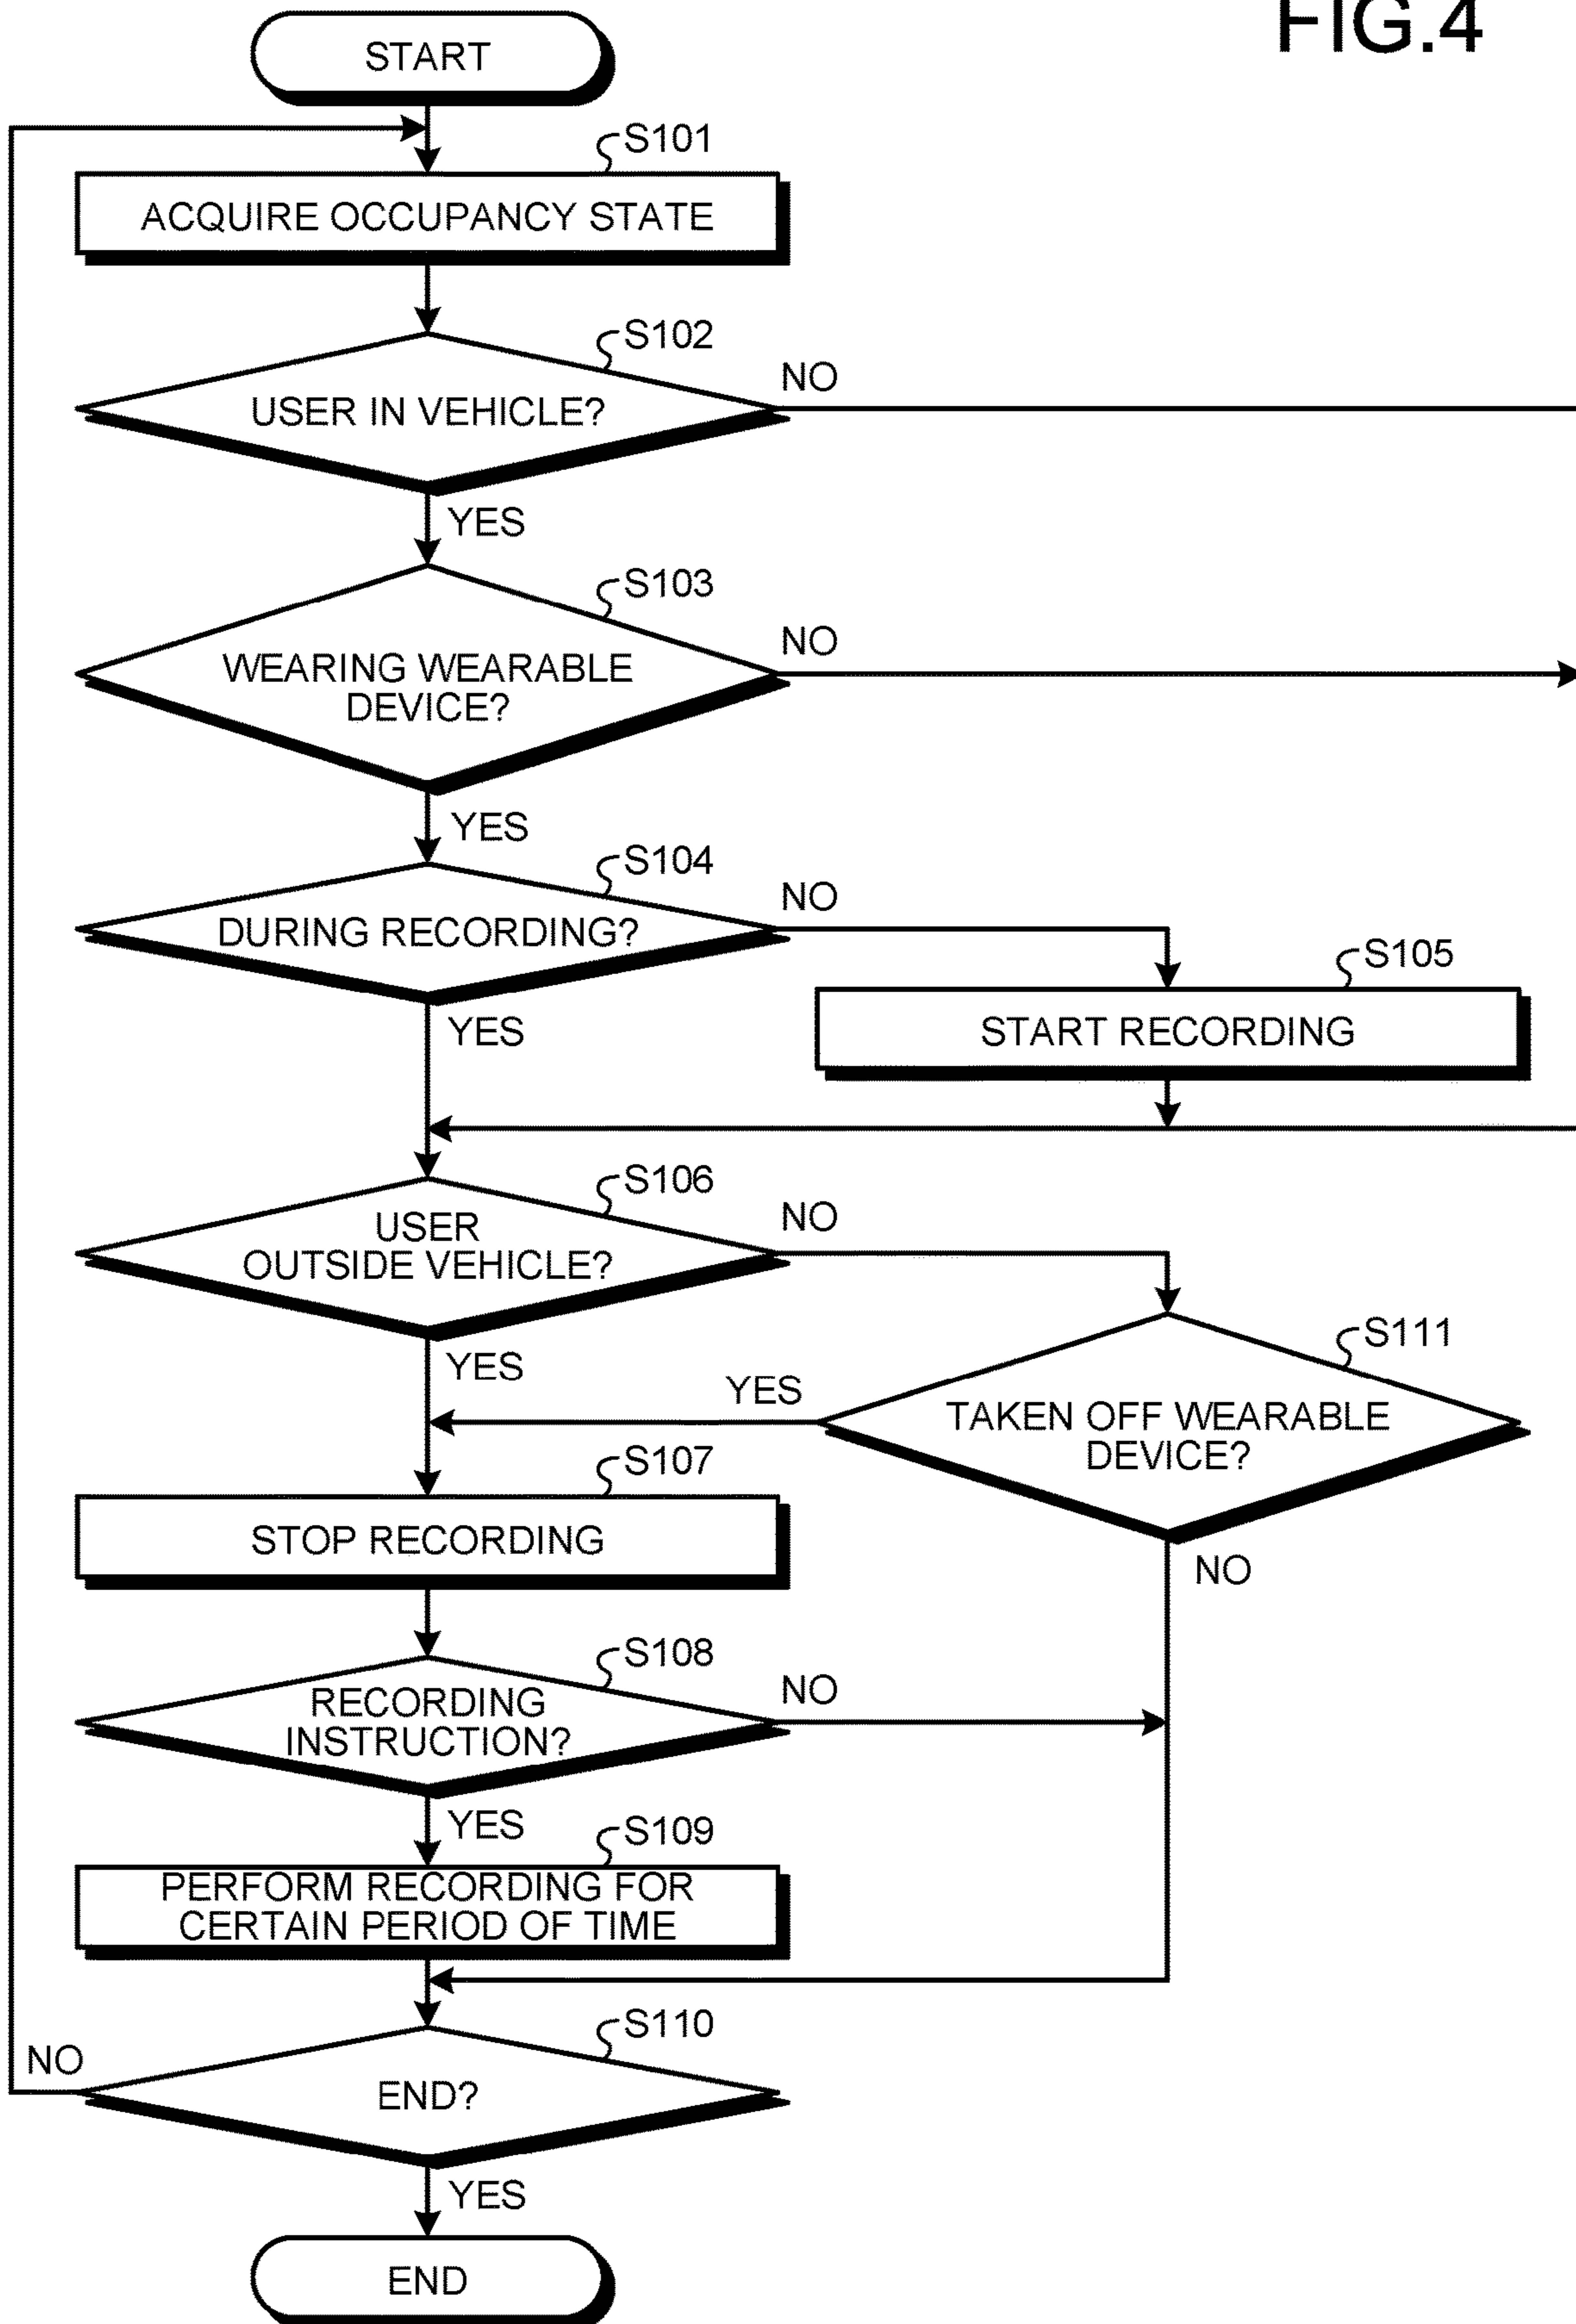 FIG.4
START
S101
ACQUIRE OCCUPANCY STATE
S102
USER IN VEHICLE?
NO
YES
S103
WEARING WEARABLE
DEVICE?
NO
YES
S104
DURING RECORDING?
NO
YES
S105
START RECORDING
S106
USER
OUTSIDE VEHICLE?
NO
YES
S111
TAKEN OFF WEARABLE
DEVICE?
YES
NO
S107
STOP RECORDING
S108
RECORDING
INSTRUCTION?
NO
YES
S109
PERFORM RECORDING FOR
CERTAIN PERIOD OF TIME
S110
END?
NO
YES
END